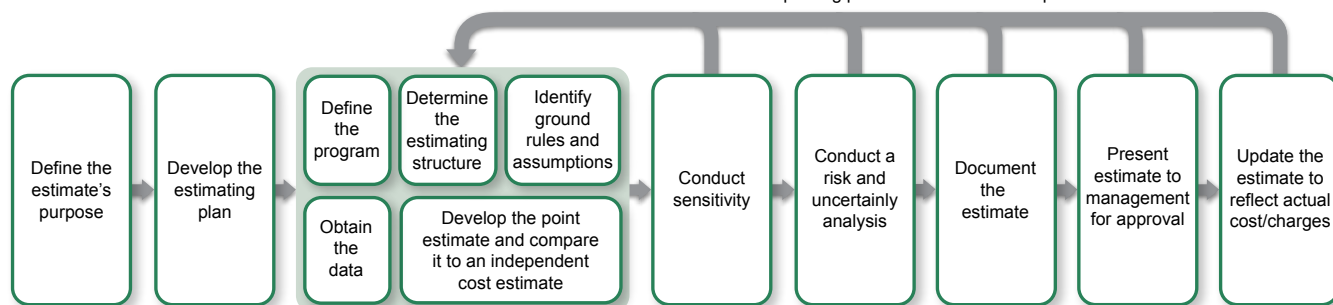 Define the
estimate's
purpose
Develop the
estimating
plan
Define
the
program
Determine
the
estimating
structure
Identify
ground
rules and
assumptions
Obtain
the
data
Develop the point
estimate and compare
it to an independent
cost estimate
Conduct
sensitivity
Conduct a
risk and
uncertainly
analysis
Document
the
estimate
Present
estimate to
management
for approval
Update the
estimate to
reflect actual
cost/charges